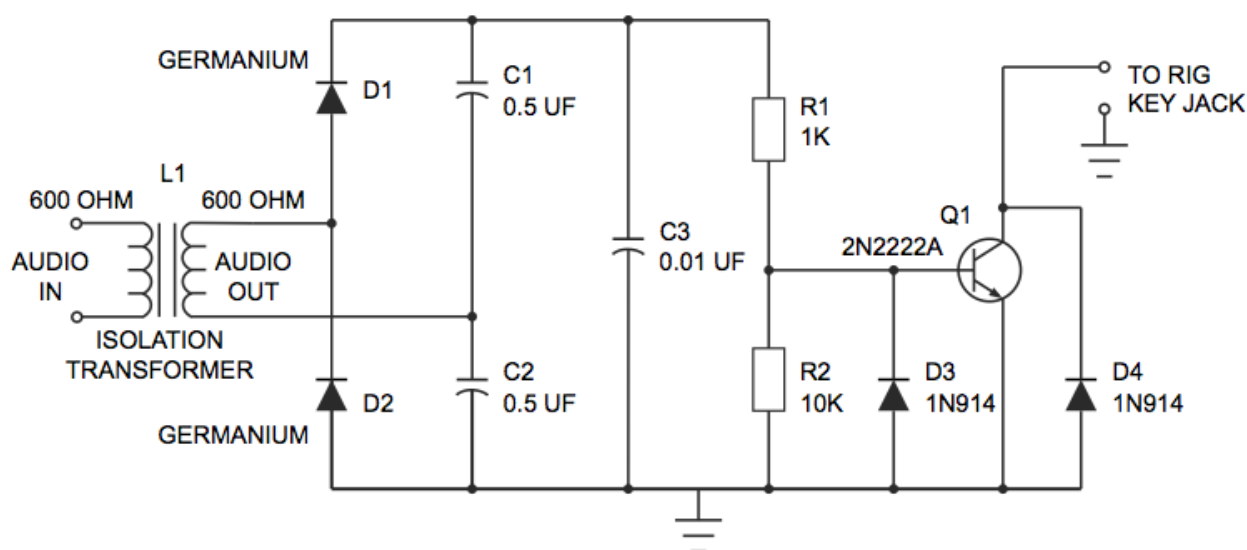 GERMANIUM
D1
C1
0.5 UF
R1
1K
TO RIG
KEY JACK
L1
600 OHM
600 OHM
AUDIO
IN
AUDIO
OUT
ISOLATION
TRANSFORMER
C3
0.01 UF
Q1
2N2222A
D2
GERMANIUM
C2
0.5 UF
R2
10K
D3
1N914
D4
1N914